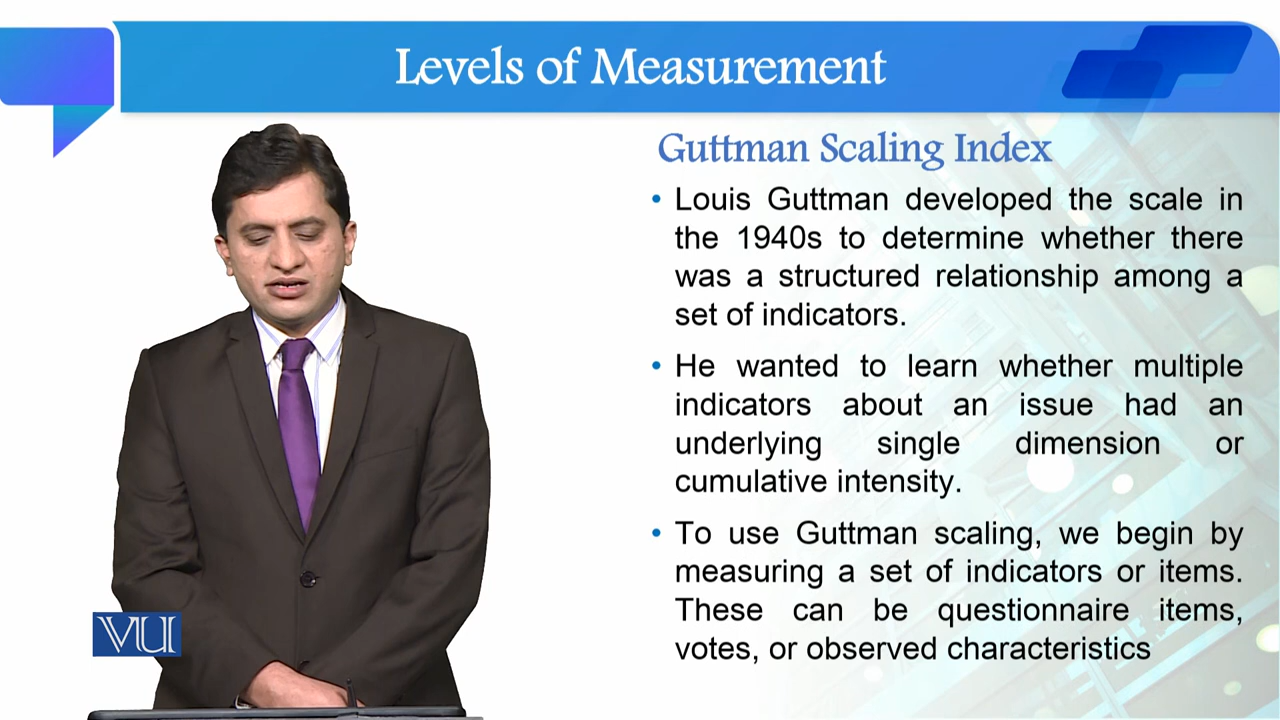 Levels of Measurement
Guttman Scaling Index
• Louis Guttman developed the scale in
the 1940s to determine whether there
was a structured relationship among a
set of indicators.
• He wanted to learn whether multiple
indicators about an issue had an
underlying single dimension or
cumulative intensity.
• To use Guttman scaling, we begin by
measuring a set of indicators or items.
These can be questionnaire items,
votes, or observed characteristics
VU